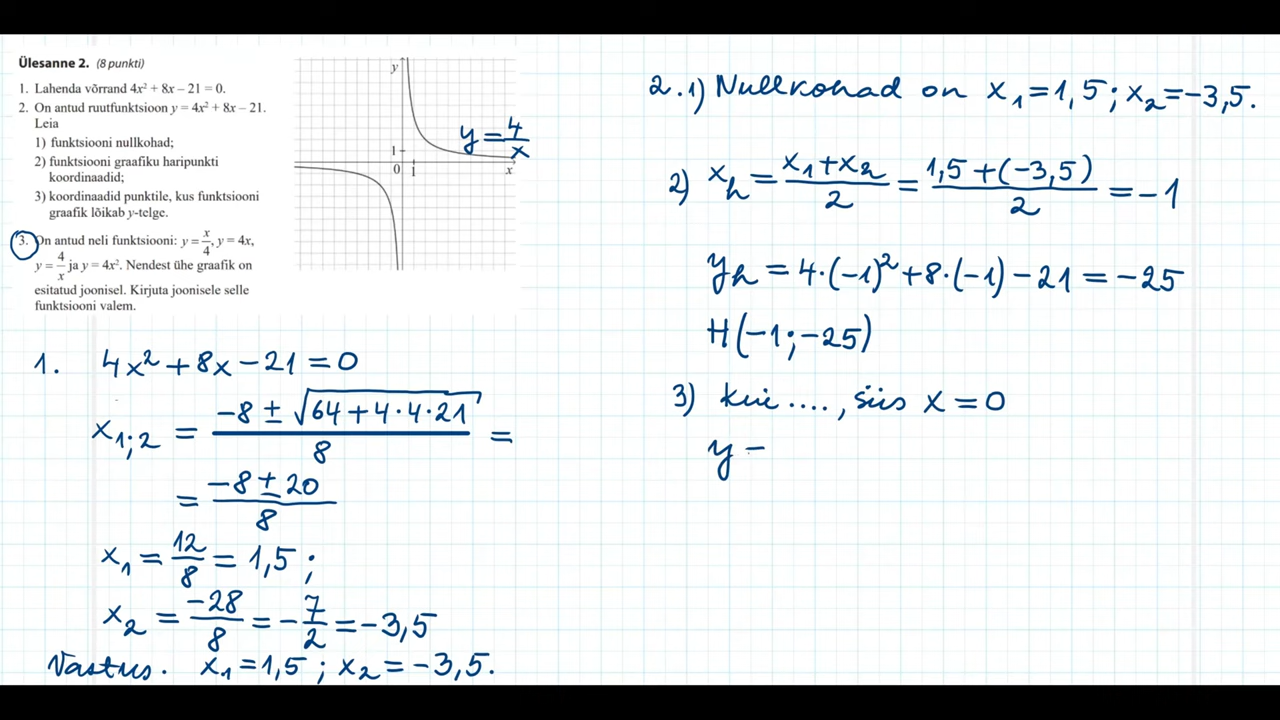 Ülesanne 2. (8 punkti)
1. Lahenda võrrand 4x² + 8x – 21 = 0.
2. On antud ruutfunktsioon y = 4x² + 8x – 21.
Leia
1) funktsiooni nullkohad;
2) funktsiooni graafiku haripunkti
koordinaadid;
3) koordinaadid punktile, kus funktsiooni
graafik lõikab y-telge.
3. On antud neli funktsiooni: y = x/4, y = 4x,
y = 4/x ja y = 4x². Nendest ühe graafik on
esitatud joonisel. Kirjuta joonisele selle
funktsiooni valem.
y
y = 4/x
1
0 1 x
1. 4x² + 8x – 21 = 0
x₁;₂ = (-8 ± √(64 + 4·4·21))/8 =
= (-8 ± 20)/8
x₁ = 12/8 = 1,5 ;
x₂ = -28/8 = -7/2 = -3,5
Vastus. x₁ = 1,5 ; x₂ = -3,5.
2.1) Nullkohad on x₁ = 1,5 ; x₂ = -3,5.
2) xₕ = (x₁ + x₂)/2 = (1,5 + (-3,5))/2 = -1
yₕ = 4·(-1)² + 8·(-1) - 21 = -25
H(-1 ; -25)
3) kui ...., siis x = 0
y -